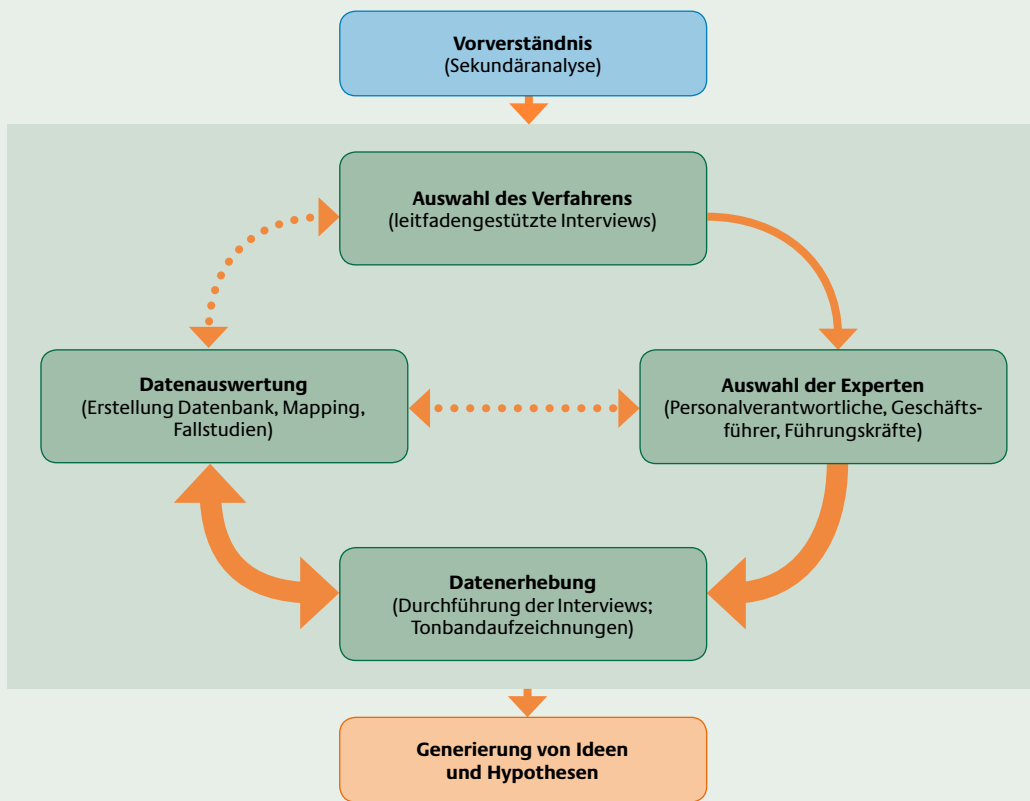 Vorverständnis
(Sekundäranalyse)
Auswahl des Verfahrens
(leitfadengestützte Interviews)
Datenauswertung
(Erstellung Datenbank, Mapping,
Fallstudien)
Auswahl der Experten
(Personalverantwortliche, Geschäfts-
führer, Führungskräfte)
Datenerhebung
(Durchführung der Interviews;
Tonbandaufzeichnungen)
Generierung von Ideen
und Hypothesen